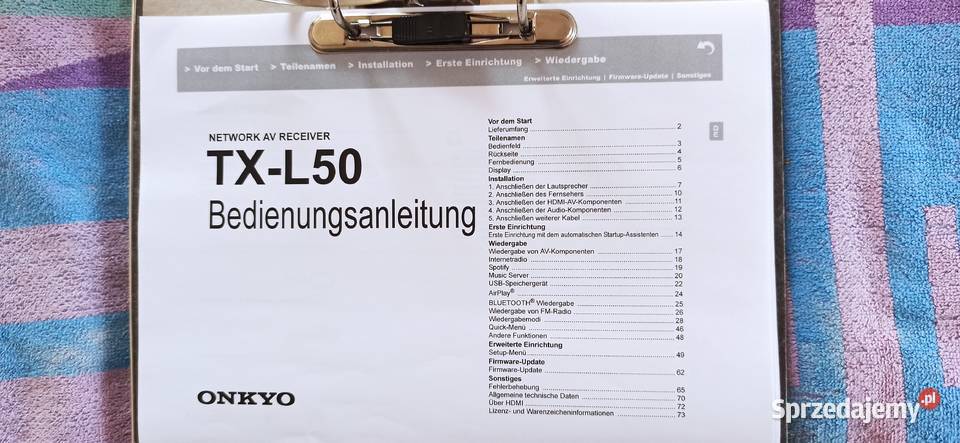 > Vor dem Start > Teilenamen > Installation > Erste Einrichtung > Wiedergabe
Erweiterte Einrichtung | Firmware-Update | Sonstiges
NETWORK AV RECEIVER
TX-L50
Bedienungsanleitung
ONKYO
Vor dem Start
Lieferumfang 2
Teilenamen
Bedienfeld 3
Rückseite 4
Fernbedienung 5
Display 6
Installation
1. Anschließen der Lautsprecher 7
2. Anschließen des Fernsehers 10
3. Anschließen der HDMI-AV-Komponenten 11
4. Anschließen der Audio-Komponenten 12
5. Anschließen weiterer Kabel 13
Erste Einrichtung
Erste Einrichtung mit dem automatischen Startup-Assistenten 14
Wiedergabe
Wiedergabe von AV-Komponenten 17
Internetradio 18
Spotify 19
Music Server 20
USB-Speichergerät 22
AirPlay® 24
BLUETOOTH® Wiedergabe 25
Wiedergabe von FM-Radio 26
Wiedergabemodi 28
Quick-Menü 46
Andere Funktionen 48
Erweiterte Einrichtung
Setup-Menü 49
Firmware-Update
Firmware-Update 62
Sonstiges
Fehlerbehebung 65
Allgemeine technische Daten 70
Über HDMI 72
Lizenz- und Warenzeicheninformationen 73
De
Sprzedajemy.pl